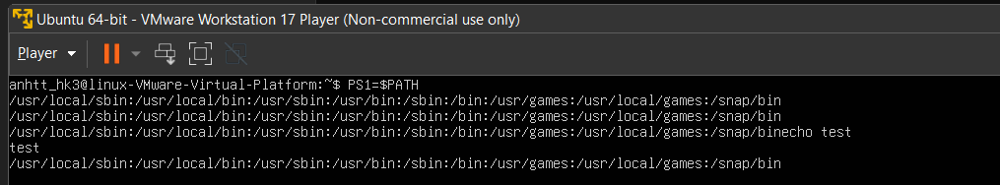 Ubuntu 64-bit - VMware Workstation 17 Player (Non-commercial use only)
Player
anhtt_hk3@linux-VMware-Virtual-Platform:~$ PS1=$PATH
/usr/local/sbin:/usr/local/bin:/usr/sbin:/usr/bin:/sbin:/bin:/usr/games:/usr/local/games:/snap/bin
/usr/local/sbin:/usr/local/bin:/usr/sbin:/usr/bin:/sbin:/bin:/usr/games:/usr/local/games:/snap/bin
/usr/local/sbin:/usr/local/bin:/usr/sbin:/usr/bin:/sbin:/bin:/usr/games:/usr/local/games:/snap/binecho test
test
/usr/local/sbin:/usr/local/bin:/usr/sbin:/usr/bin:/sbin:/bin:/usr/games:/usr/local/games:/snap/bin